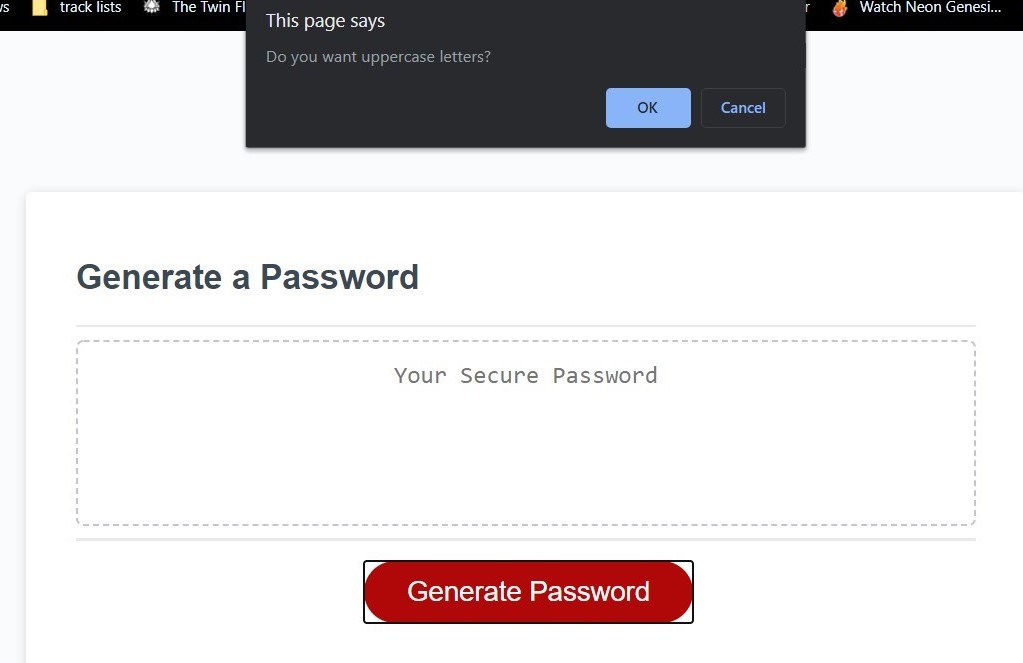 track lists
The Twin Fl
Watch Neon Genesi...
This page says
Do you want uppercase letters?
OK
Cancel
Generate a Password
Your Secure Password
Generate Password